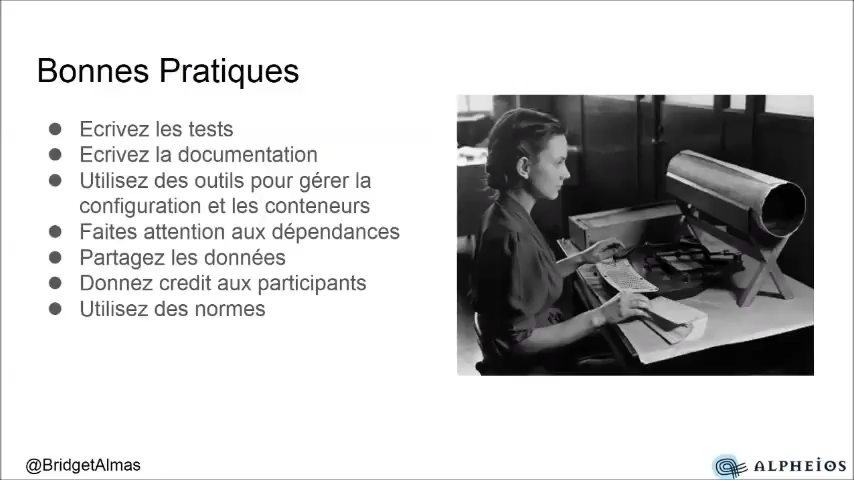 Bonnes Pratiques
● Ecrivez les tests
● Ecrivez la documentation
● Utilisez des outils pour gérer la
configuration et les conteneurs
● Faites attention aux dépendances
● Partagez les données
● Donnez credit aux participants
● Utilisez des normes
@BridgetAlmas
ALPHEIOS